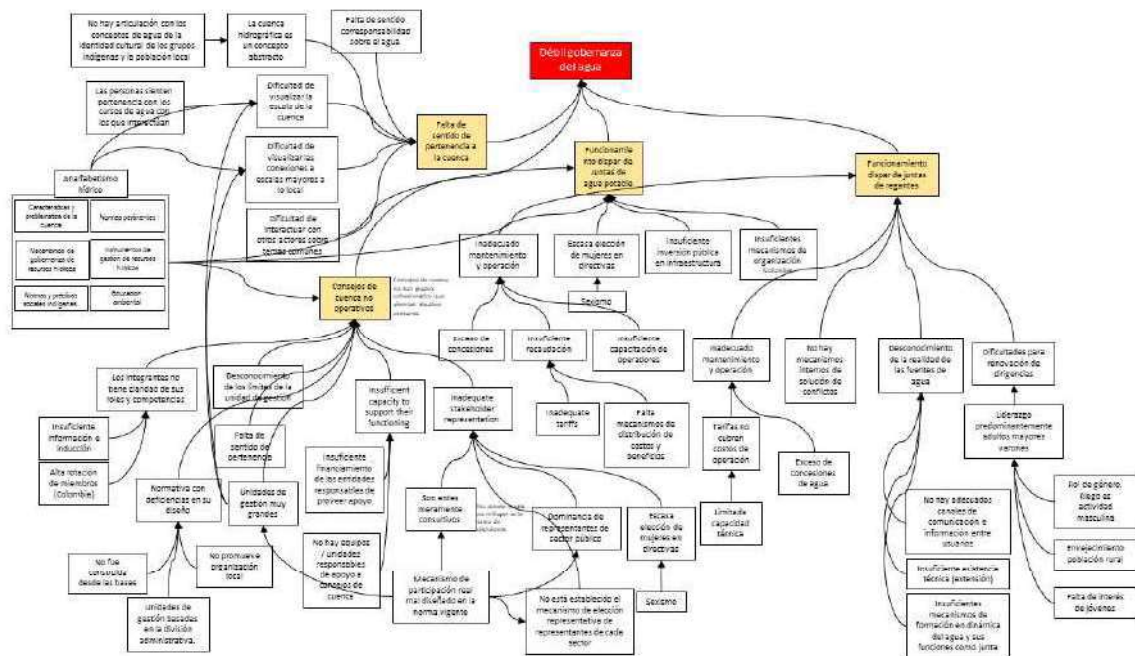 No hay articulación con los
conceptos de agua de la
identidad cultural de los grupos
indígenas y la población local
La cuenca
hidrográfica es
un concepto
abstracto
Falta de sentido
corresponsabilidad
sobre el agua
Débil gobernanza
del agua
Las personas sienten
pertenencia con los
cursos de agua con
los que interactúan
Dificultad de
visualizar la
escala de la
cuenca
Falta de
sentido de
pertenencia a
la cuenca
Funcionamie
nto dispar de
Juntas de
agua potable
Funcionamiento
dispar de juntas
de regantes
Dificultad de
visualizar las
conexiones a
escalas mayores a
lo local
Analfabetismo
hídrico
Características y
problemática de la
cuenca
Normas pertinentes
Mecanismos de
gobernanza de
recursos hídricos
Instrumentos de
gestión de recursos
hídricos
Normas y prácticas
sociales indígenas
Educación
ambiental
Dificultad de
interactuar con
otros actores sobre
temas comunes
Consejos de
cuenca no
operativos
Inadecuado
mantenimiento
y operación
Escasa elección
de mujeres en
directivas
Insuficiente
inversión pública
en infraestructura
Insuficientes
mecanismos de
organización
Sexismo
Exceso de
concesiones
Insuficiente
recaudación
Insuficiente
capacitación de
operadores
Inadecuado
mantenimiento
y operación
No hay
mecanismos
internos de
solución de
conflictos
Desconocimiento
de la realidad de
las fuentes de
agua
Dificultades para
renovación de
dirigencias
Los integrantes no
tiene claridad de sus
roles y competencias
Desconocimiento
de los límites de la
unidad de gestión
Insufficient
capacity to
support their
functioning
Inadequate
stakeholder
representation
Inadequate
tariffs
Falta
mecanismos de
distribución de
costos y
beneficios
Tarifas no
cubren costos
de operación
Exceso de
concesiones
de agua
Liderazgo
predominantemente
adultos mayores
varones
Insuficiente
información e
inducción
Alta rotación
de miembros
(Colombia)
Falta de
sentido de
pertenencia
Normativa con
deficiencias en su
diseño
Unidades de
gestión muy
grandes
Insuficiente
financiamiento de
las entidades
responsables de
proveer apoyo
Son entes
meramente
consultivos
Dominancia de
representantes de
sector público
Escasa
elección de
mujeres en
directivas
Limitada
capacidad
técnica
No hay adecuados
canales de
comunicación e
información entre
usuarios
Rol de género,
riego es
actividad
masculina
No fue
construida
desde las bases
No promueve
organización
local
No hay equipos
/ unidades
responsables
de apoyo a
consejos de
cuenca
Mecanismo de
participación real
mal diseñado en la
norma vigente
No está establecido el
mecanismo de elección
representativa de
representantes de cada
sector
Sexismo
Insuficiente asistencia
técnica (extensión)
Envejecimiento
población rural
Unidades de
gestión basadas
en la división
administrativa.
Insuficientes
mecanismos de
formación en dinámica
del agua y sus
funciones como junta
Falta de interés
de jóvenes